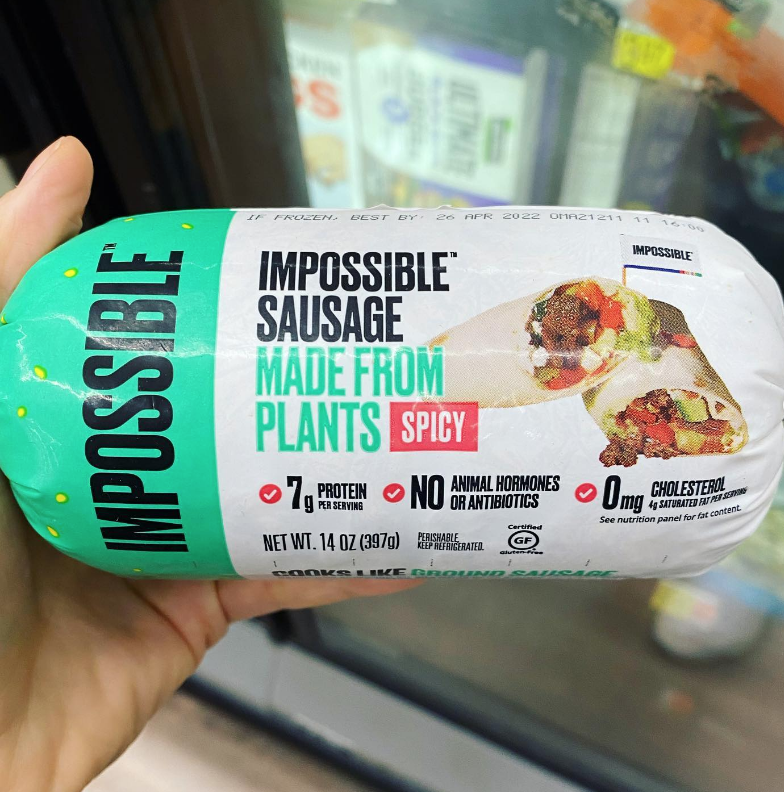 IF FROZEN, BEST BY: 26 APR 2022 OMA21211 11
IMPOSSIBLE™
IMPOSSIBLE™
SAUSAGE
MADE FROM
PLANTS SPICY
IMPOSSIBLE
7g PROTEIN
PER SERVING
NO ANIMAL HORMONES
OR ANTIBIOTICS
0mg CHOLESTEROL
4g SATURATED FAT PER SERVING
See nutrition panel for fat content.
NET WT. 14 OZ (397g)
PERISHABLE.
KEEP REFRIGERATED.
Certified
GF
Gluten-Free
COOKS LIKE GROUND SAUSAGE